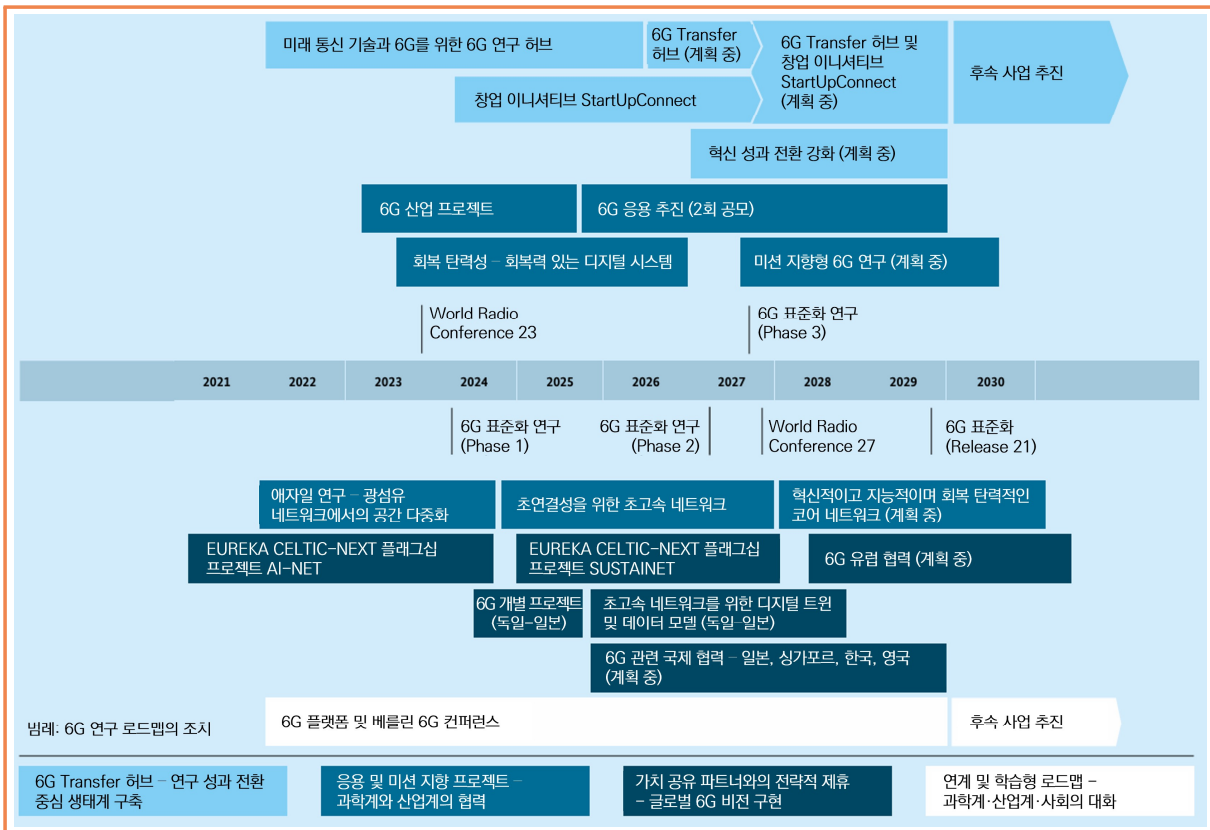 미래 통신 기술과 6G를 위한 6G 연구 허브
6G Transfer
허브 (계획 중)
6G Transfer 허브 및
창업 이니셔티브
StartUpConnect
(계획 중)
후속 사업 추진
창업 이니셔티브 StartUpConnect
혁신 성과 전환 강화 (계획 중)
6G 산업 프로젝트
6G 응용 추진 (2회 공모)
회복 탄력성 – 회복력 있는 디지털 시스템
미션 지향형 6G 연구 (계획 중)
World Radio
Conference 23
6G 표준화 연구
(Phase 3)
2021
2022
2023
2024
2025
2026
2027
2028
2029
2030
6G 표준화 연구
(Phase 1)
6G 표준화 연구
(Phase 2)
World Radio
Conference 27
6G 표준화
(Release 21)
애자일 연구 – 광섬유
네트워크에서의 공간 다중화
초연결성을 위한 초고속 네트워크
혁신적이고 지능적이며 회복 탄력적인
코어 네트워크 (계획 중)
EUREKA CELTIC-NEXT 플래그십
프로젝트 AI-NET
EUREKA CELTIC-NEXT 플래그십
프로젝트 SUSTAINET
6G 유럽 협력 (계획 중)
6G 개별 프로젝트
(독일-일본)
초고속 네트워크를 위한 디지털 트윈
및 데이터 모델 (독일-일본)
6G 관련 국제 협력 – 일본, 싱가포르, 한국, 영국
(계획 중)
범례: 6G 연구 로드맵의 조치
6G 플랫폼 및 베를린 6G 컨퍼런스
후속 사업 추진
6G Transfer 허브 – 연구 성과 전환
중심 생태계 구축
응용 및 미션 지향 프로젝트 –
과학계와 산업계의 협력
가치 공유 파트너와의 전략적 제휴
– 글로벌 6G 비전 구현
연계 및 학습형 로드맵 –
과학계·산업계·사회의 대화